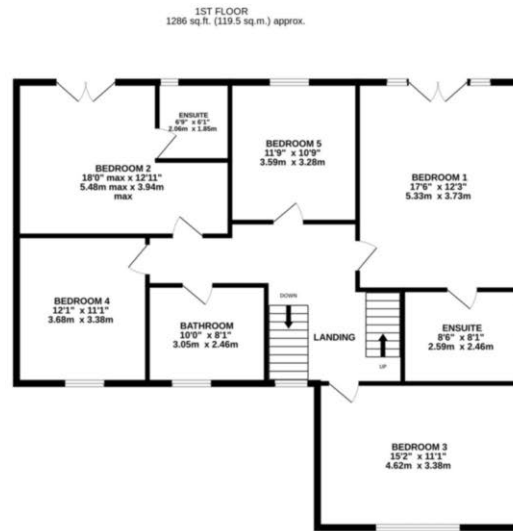 1ST FLOOR
1286 sq.ft. (119.5 sq.m.) approx.
ENSUITE
6'9" x 6'1"
2.06m x 1.85m
BEDROOM 2
18'0" max x 12'11"
5.48m max x 3.94m
max
BEDROOM 5
11'9" x 10'9"
3.59m x 3.28m
BEDROOM 1
17'6" x 12'3"
5.33m x 3.73m
BEDROOM 4
12'1" x 11'1"
3.68m x 3.38m
BATHROOM
10'0" x 8'1"
3.05m x 2.46m
DOWN
LANDING
UP
ENSUITE
8'6" x 8'1"
2.59m x 2.46m
BEDROOM 3
15'2" x 11'1"
4.62m x 3.38m